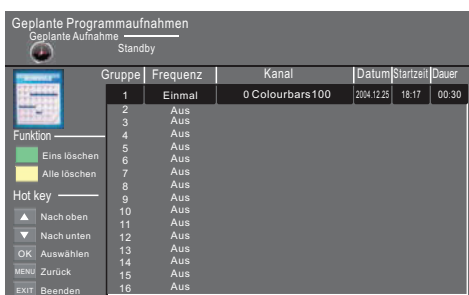 Geplante Programmaufnahmen
Geplante Aufnahme
Standby
Gruppe Frequenz Kanal Datum Startzeit Dauer
1 Einmal 0 Colourbars100 2004.12.25 18:17 00:30
2 Aus
3 Aus
4 Aus
5 Aus
6 Aus
7 Aus
8 Aus
9 Aus
10 Aus
11 Aus
12 Aus
13 Aus
14 Aus
15 Aus
16 Aus
Funktion
Eins löschen
Alle löschen
Hot key
Nach oben
Nach unten
OK Auswählen
MENU Zurück
EXIT Beenden